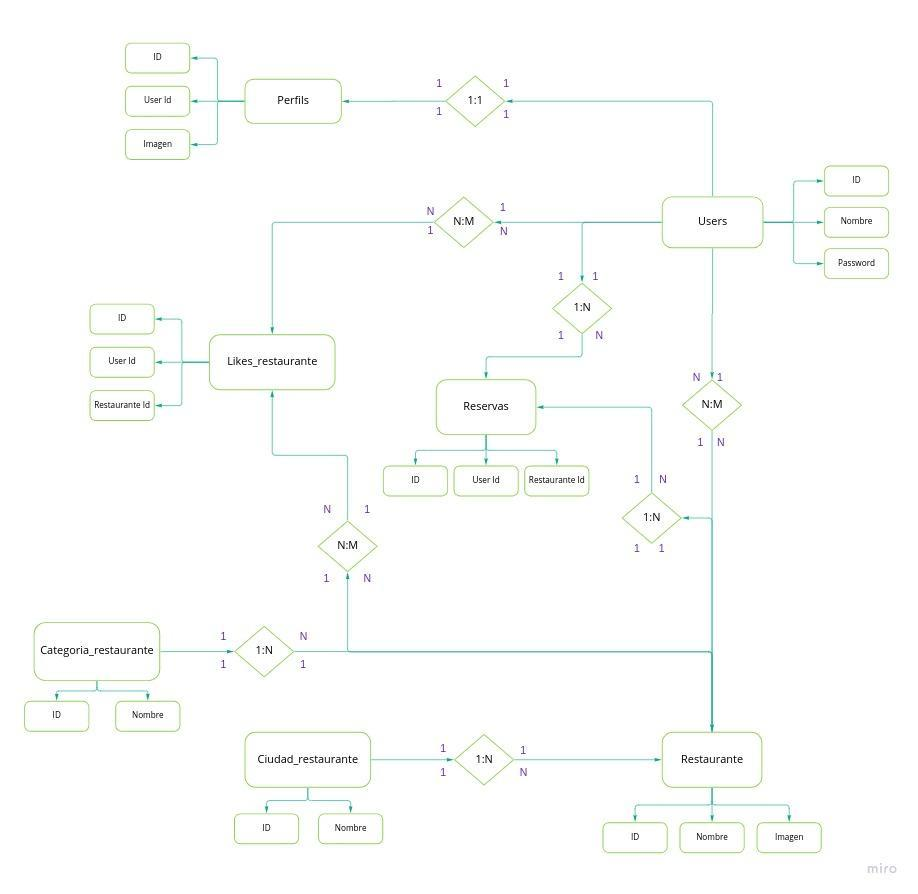 ID
User Id
Imagen
Perfils
1
1
1:1
1
1
Users
ID
Nombre
Password
N
1
N:M
1
N
1
1
1:N
1
N
ID
User Id
Restaurante Id
Likes_restaurante
Reservas
ID
User Id
Restaurante Id
N
1
N:M
1
N
1
N
1:N
1
1
N
1
N:M
1
N
Categoria_restaurante
ID
Nombre
1
N
1:N
1
1
Ciudad_restaurante
ID
Nombre
1
1
1:N
1
N
Restaurante
ID
Nombre
Imagen
miro